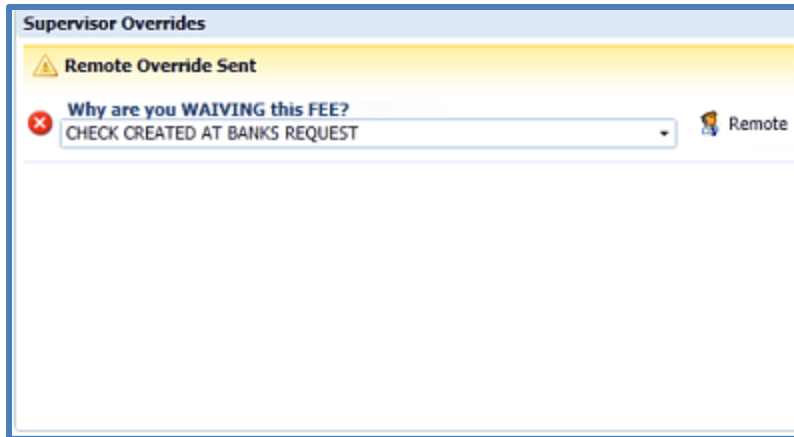 Supervisor Overrides
Remote Override Sent
Why are you WAIVING this FEE?
CHECK CREATED AT BANKS REQUEST
Remote